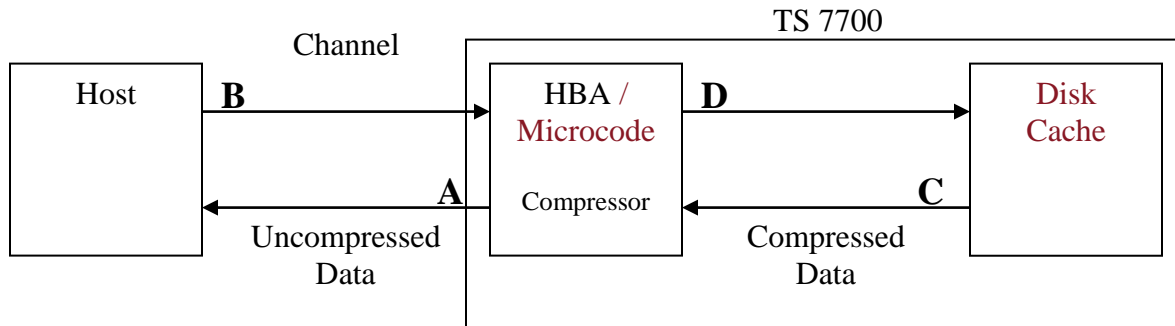 TS 7700
Channel
Host
B
HBA /
Microcode
D
Disk
Cache
A
Compressor
C
Uncompressed
Data
Compressed
Data